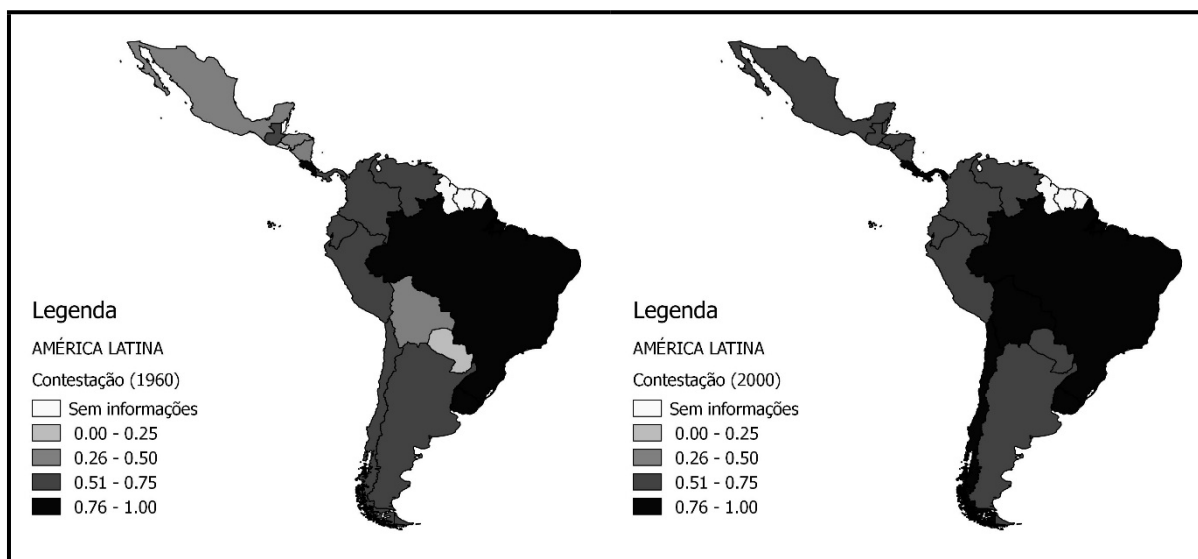 Legenda
AMÉRICA LATINA
Contestação (1960)
Sem informações
0.00 - 0.25
0.26 - 0.50
0.51 - 0.75
0.76 - 1.00
Legenda
AMÉRICA LATINA
Contestação (2000)
Sem informações
0.00 - 0.25
0.26 - 0.50
0.51 - 0.75
0.76 - 1.00